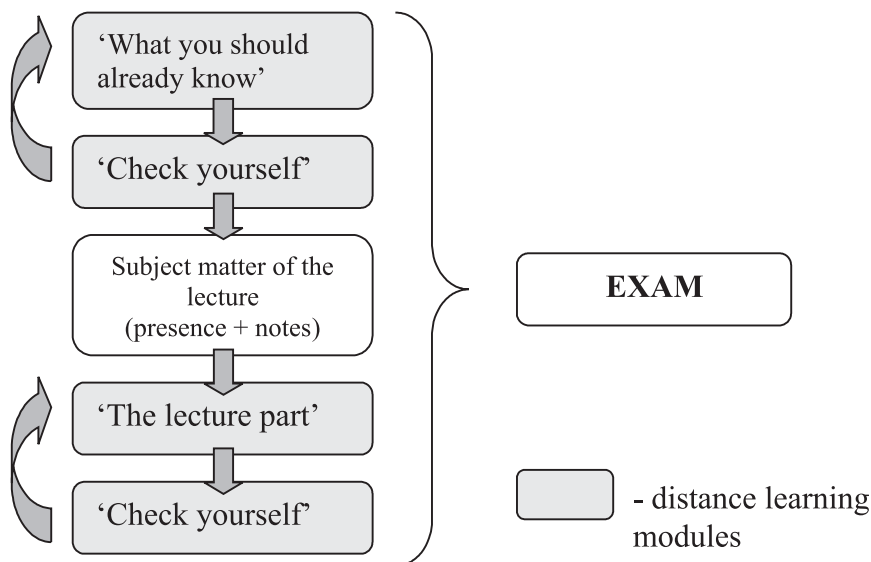 ‘What you should
already know’
‘Check yourself’
Subject matter of the
lecture
(presence + notes)
‘The lecture part’
‘Check yourself’
EXAM
- distance learning
modules